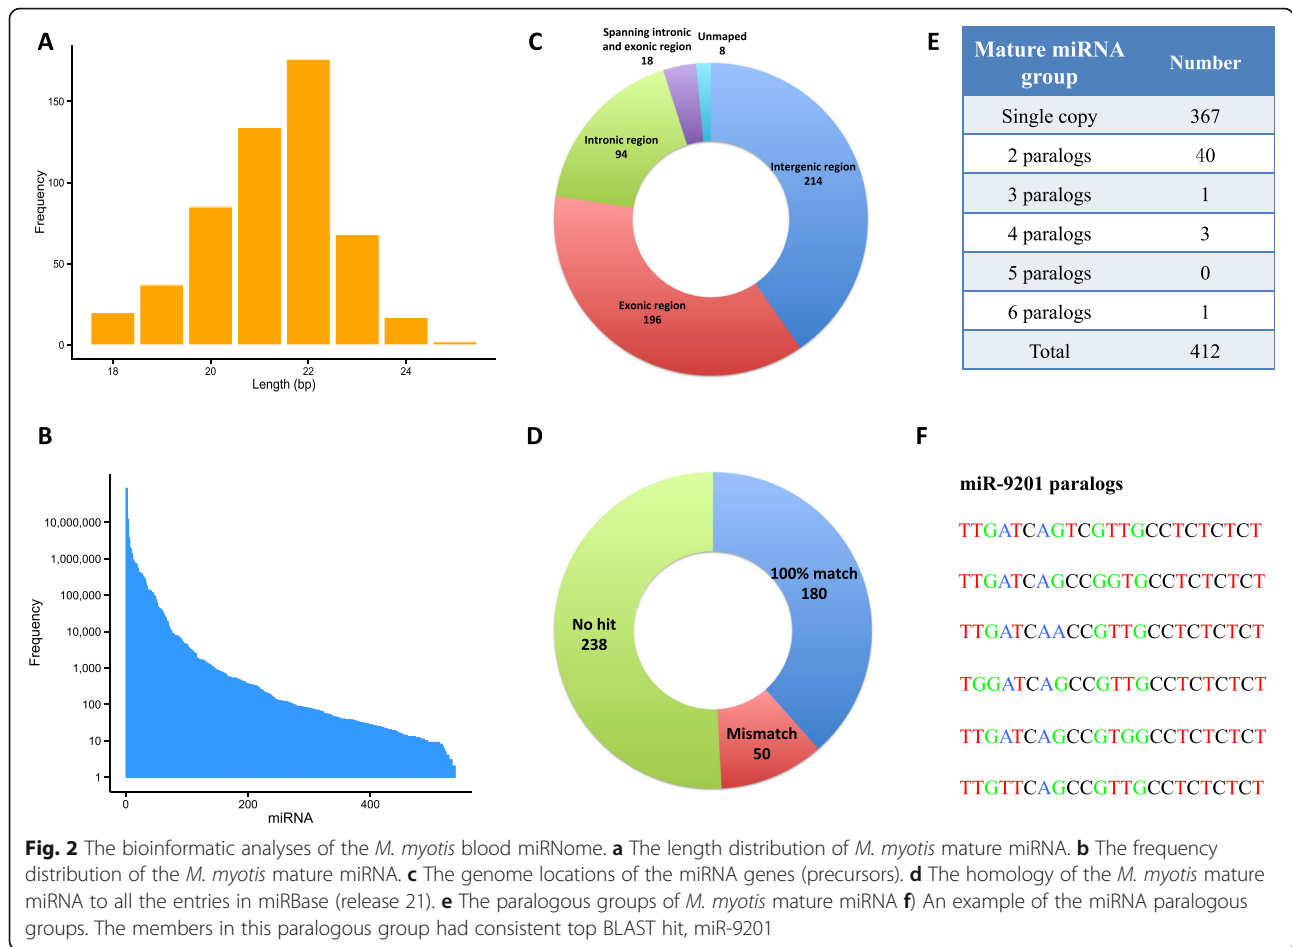 A
Frequency
150
100
50
0
18
20
22
24
Length (bp)
B
Frequency
10,000,000
1,000,000
100,000
10,000
1,000
100
10
1
0
200
400
miRNA
C
Spanning intronic
and exonic region
18
Unmaped
8
Intronic region
94
Intergenic region
214
Exonic region
196
D
100% match
180
No hit
238
Mismatch
50
E
Mature miRNA
group
Number
Single copy 367
2 paralogs 40
3 paralogs 1
4 paralogs 3
5 paralogs 0
6 paralogs 1
Total 412
F
miR-9201 paralogs
TTGATCAGTCGTTGCCTCTCTCT
TTGATCAGCCGGTGCCTCTCTCT
TTGATCAACCGTTGCCTCTCTCT
TGGATCAGCCGTTGCCTCTCTCT
TTGATCAGCCGTGGCCTCTCTCT
TTGTTCAGCCGTTGCCTCTCTCT
Fig. 2 The bioinformatic analyses of the M. myotis blood miRNome. a The length distribution of M. myotis mature miRNA. b The frequency
distribution of the M. myotis mature miRNA. c The genome locations of the miRNA genes (precursors). d The homology of the M. myotis mature
miRNA to all the entries in miRBase (release 21). e The paralogous groups of M. myotis mature miRNA f) An example of the miRNA paralogous
groups. The members in this paralogous group had consistent top BLAST hit, miR-9201